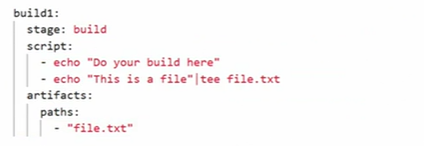 build1:
  stage: build
  script:
    - echo "Do your build here"
    - echo "This is a file"|tee file.txt
  artifacts:
    paths:
      - "file.txt"